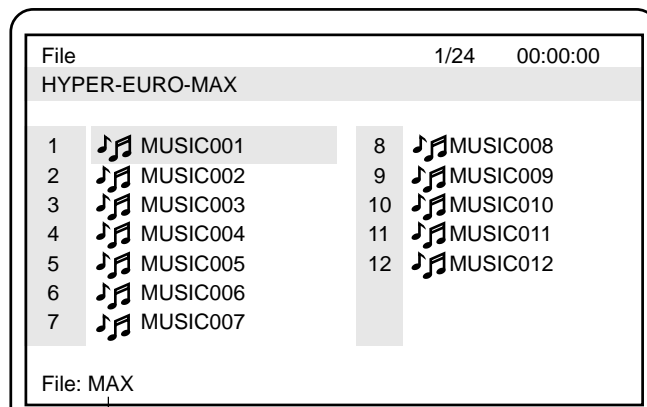 File 1/24 00:00:00
HYPER-EURO-MAX
1 MUSIC001
2 MUSIC002
3 MUSIC003
4 MUSIC004
5 MUSIC005
6 MUSIC006
7 MUSIC007
8 MUSIC008
9 MUSIC009
10 MUSIC010
11 MUSIC011
12 MUSIC012
File: MAX